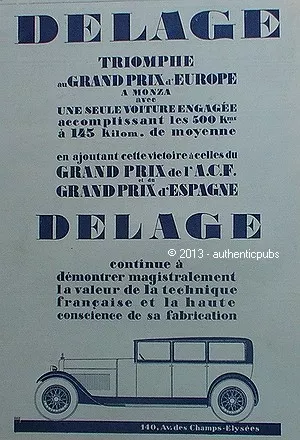 DELAGE
TRIOMPHE
au GRAND PRIX d'EUROPE
A MONZA
avec
UNE SEULE VOITURE ENGAGÉE
accomplissant les 500 Kms
à 145 kilom. de moyenne
en ajoutant cette victoire à celles du
GRAND PRIX de l'A.C.F.
et du
GRAND PRIX d'ESPAGNE
DELAGE
© 2013 - authenticpubs
continue à
démontrer magistralement
la valeur de la technique
française et la haute
conscience de sa fabrication
140, Av. des Champs-Elysées